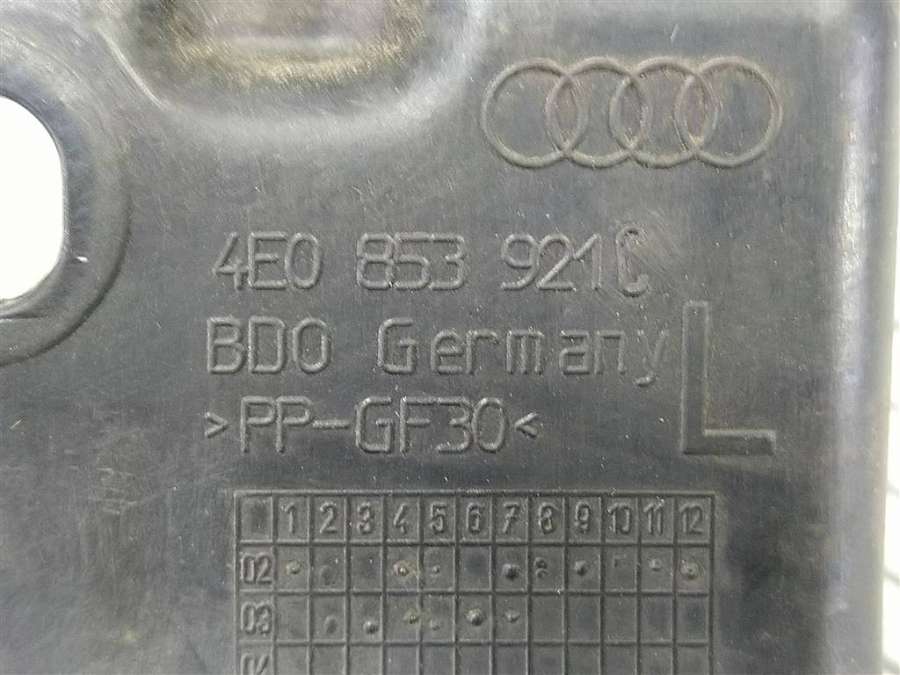 4E0 853 921C
BDO Germany
L
>PP-GF30<
1 2 3 4 5 6 7 8 9 10 11 12
02
03